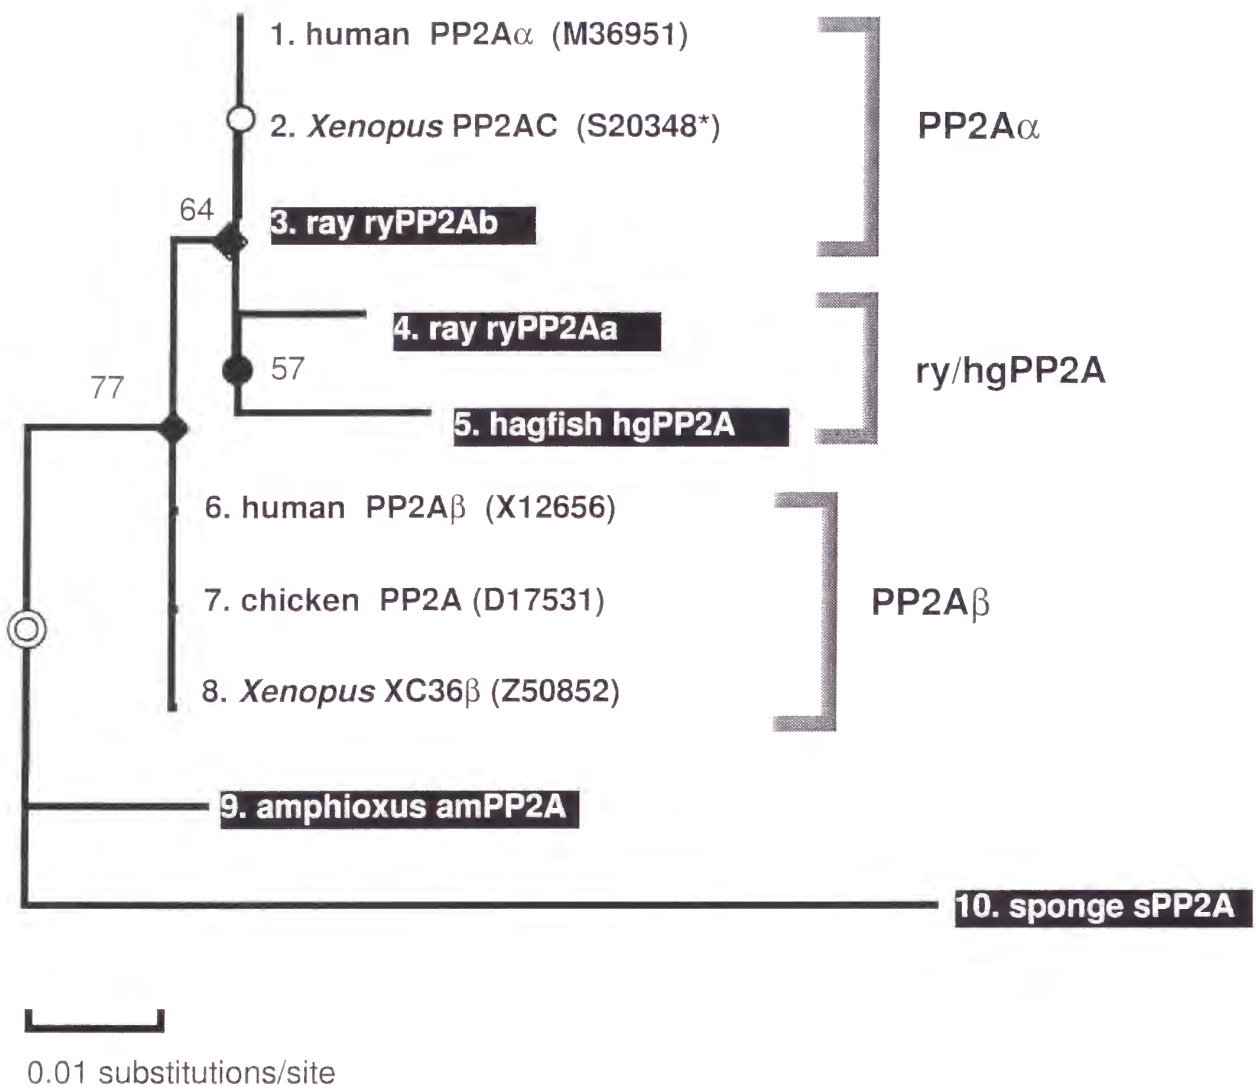 1. human PP2Aα (M36951)
PP2Aα
2. Xenopus PP2AC (S20348*)
64
3. ray ryPP2Ab
4. ray ryPP2Aa
57
ry/hgPP2A
77
5. hagfish hgPP2A
6. human PP2Aβ (X12656)
7. chicken PP2A (D17531)
PP2Aβ
8. Xenopus XC36β (Z50852)
9. amphioxus amPP2A
10. sponge sPP2A
0.01 substitutions/site